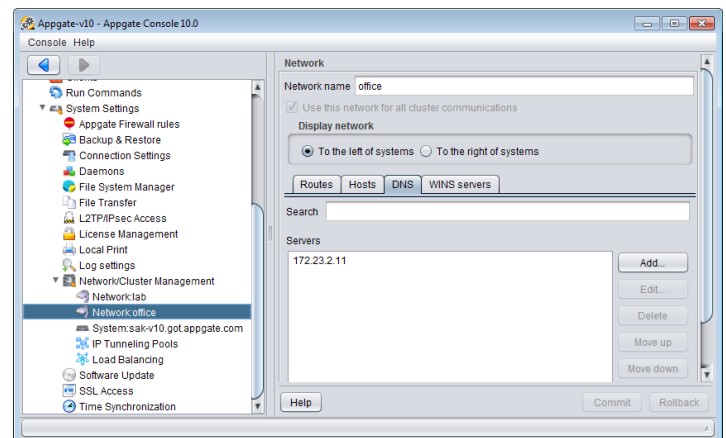 Appgate-v10 - Appgate Console 10.0
Console Help
Run Commands
System Settings
Appgate Firewall rules
Backup & Restore
Connection Settings
Daemons
File System Manager
File Transfer
L2TP/IPsec Access
License Management
Local Print
Log settings
Network/Cluster Management
Network:lab
Network:office
System:sak-v10.got.appgate.com
IP Tunneling Pools
Load Balancing
Software Update
SSL Access
Time Synchronization
Network
Network name office
Use this network for all cluster communications
Display network
To the left of systems To the right of systems
Routes Hosts DNS WINS servers
Search
Servers
172.23.2.11
Add...
Edit...
Delete
Move up
Move down
Help Commit Rollback